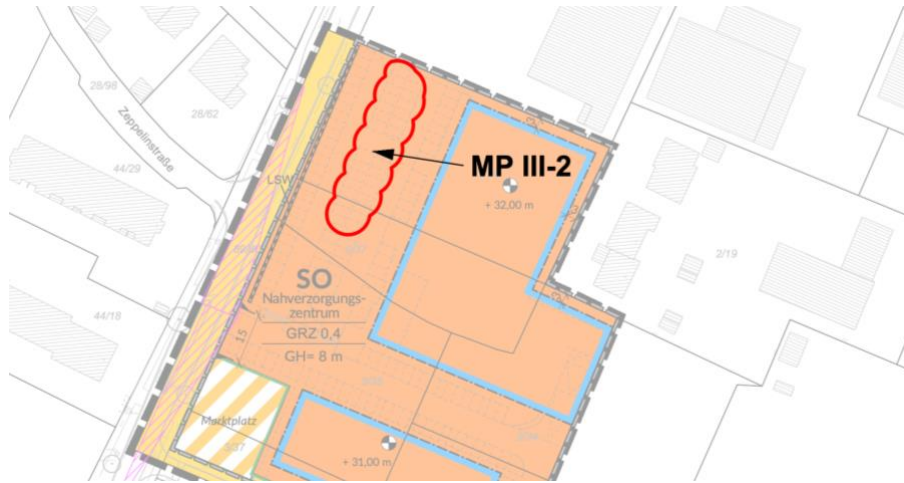 28/98
28/62
Zeppelinstraße
44/29
LSW
MP III-2
+ 32,00 m
2/19
SO
Nahverzorgungs-
zentrum
GRZ 0,4
GH= 8 m
44/18
15
Marktplatz
+ 31,00 m